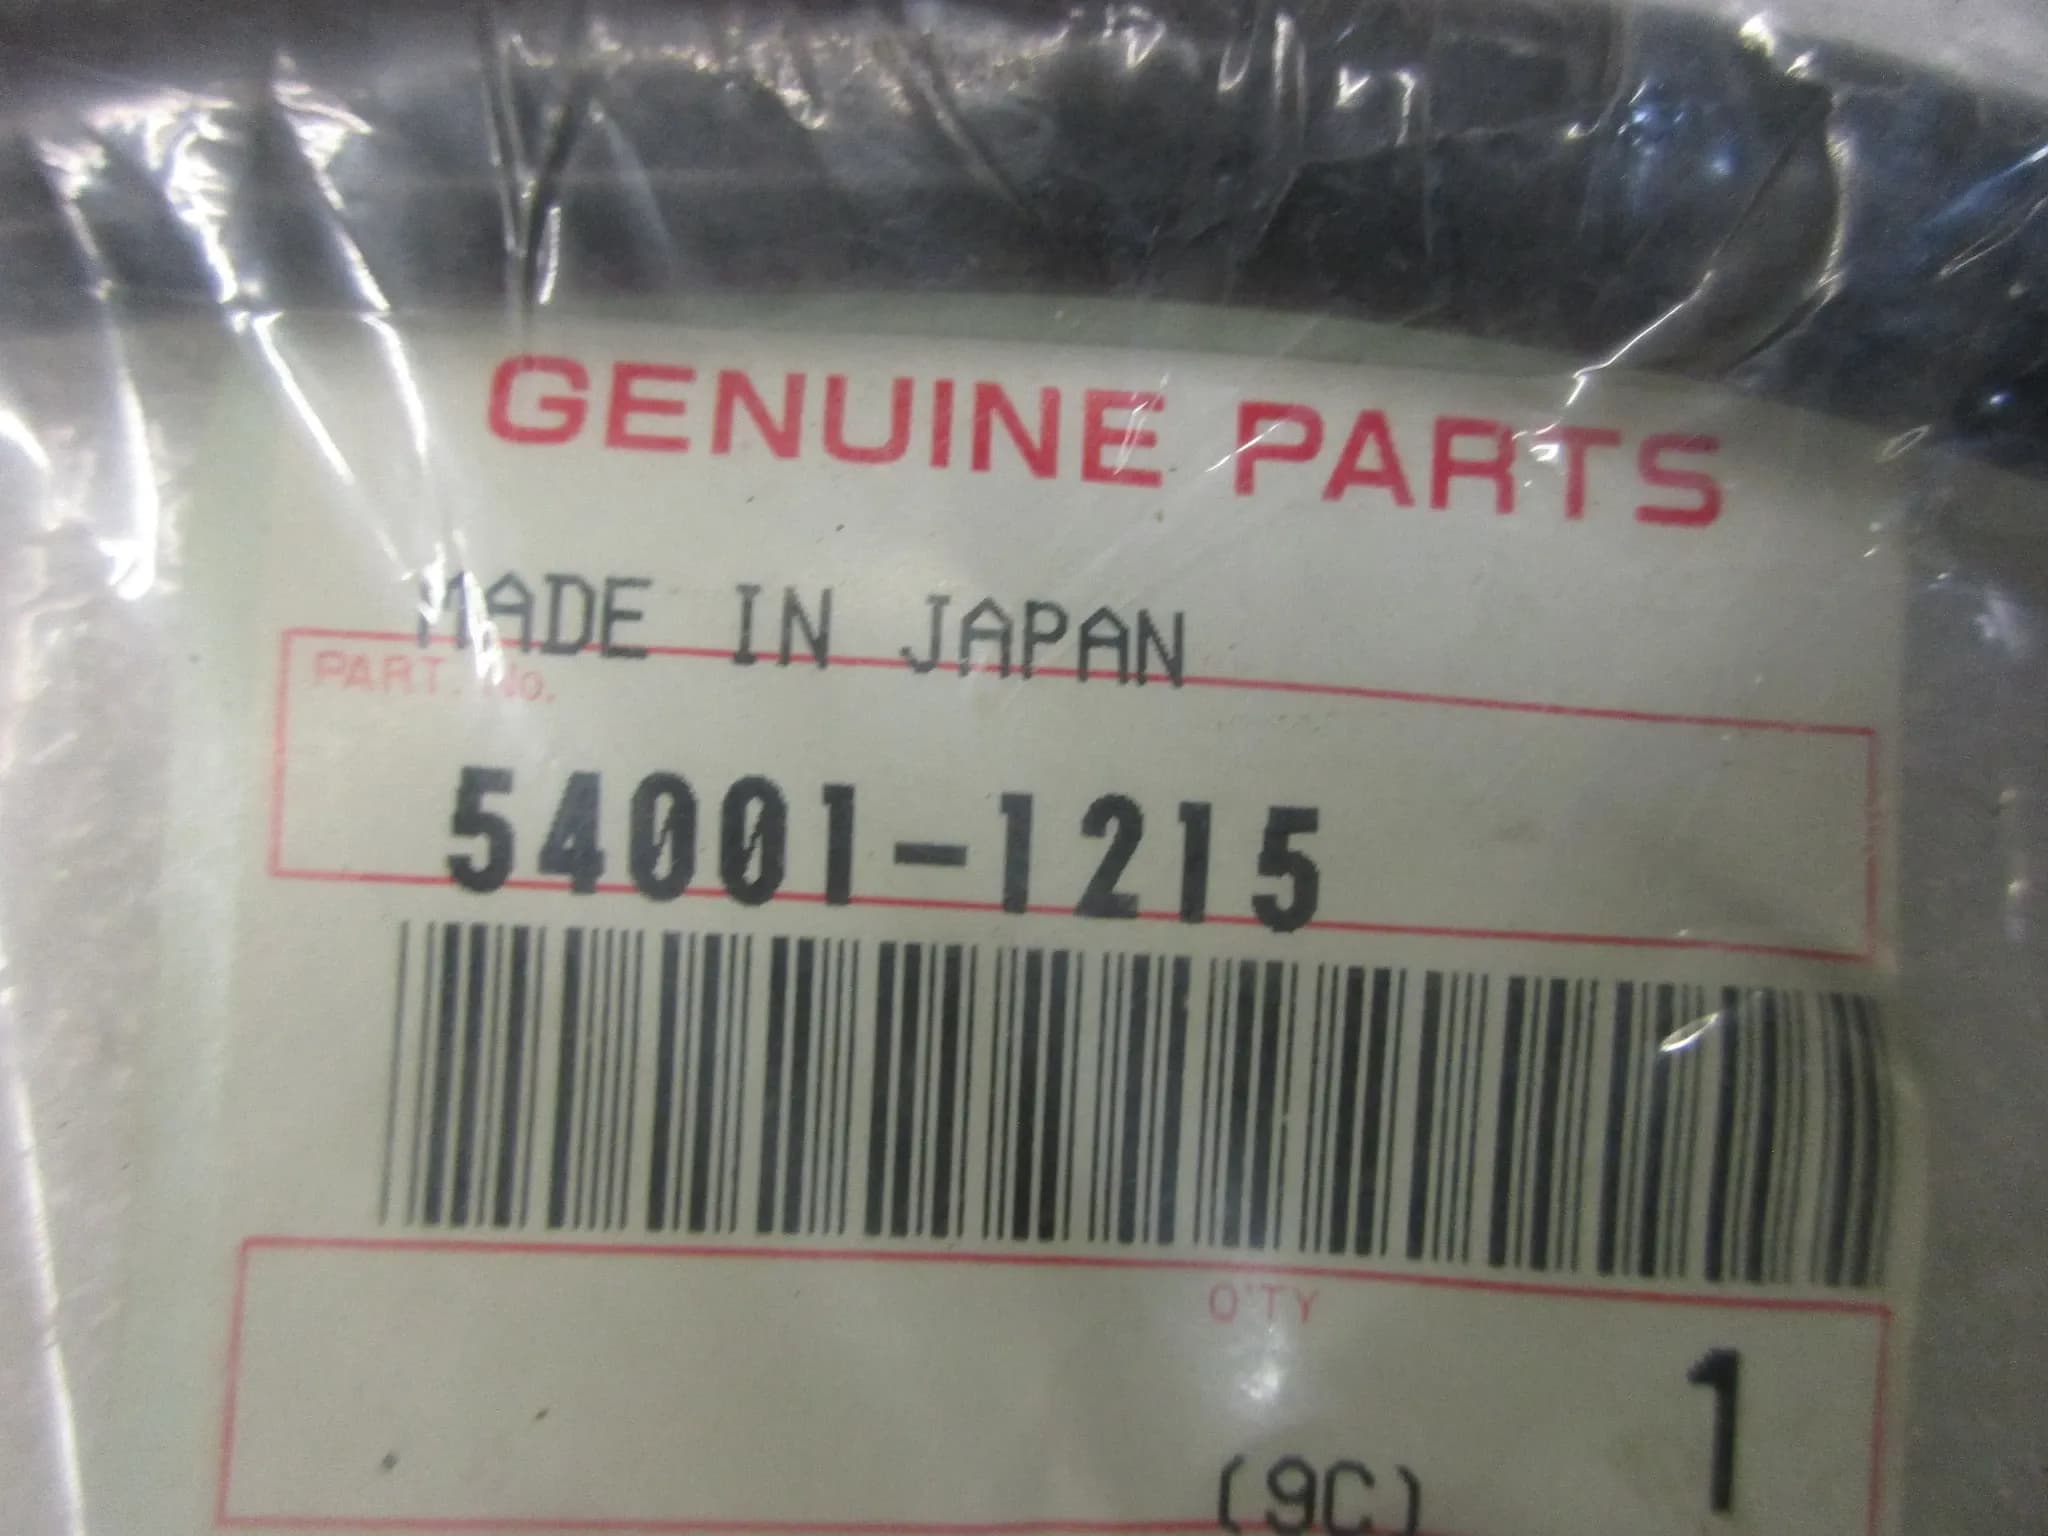 GENUINE PARTS
MADE IN JAPAN
PART. No.
54001-1215
Q'TY
1
(9C)